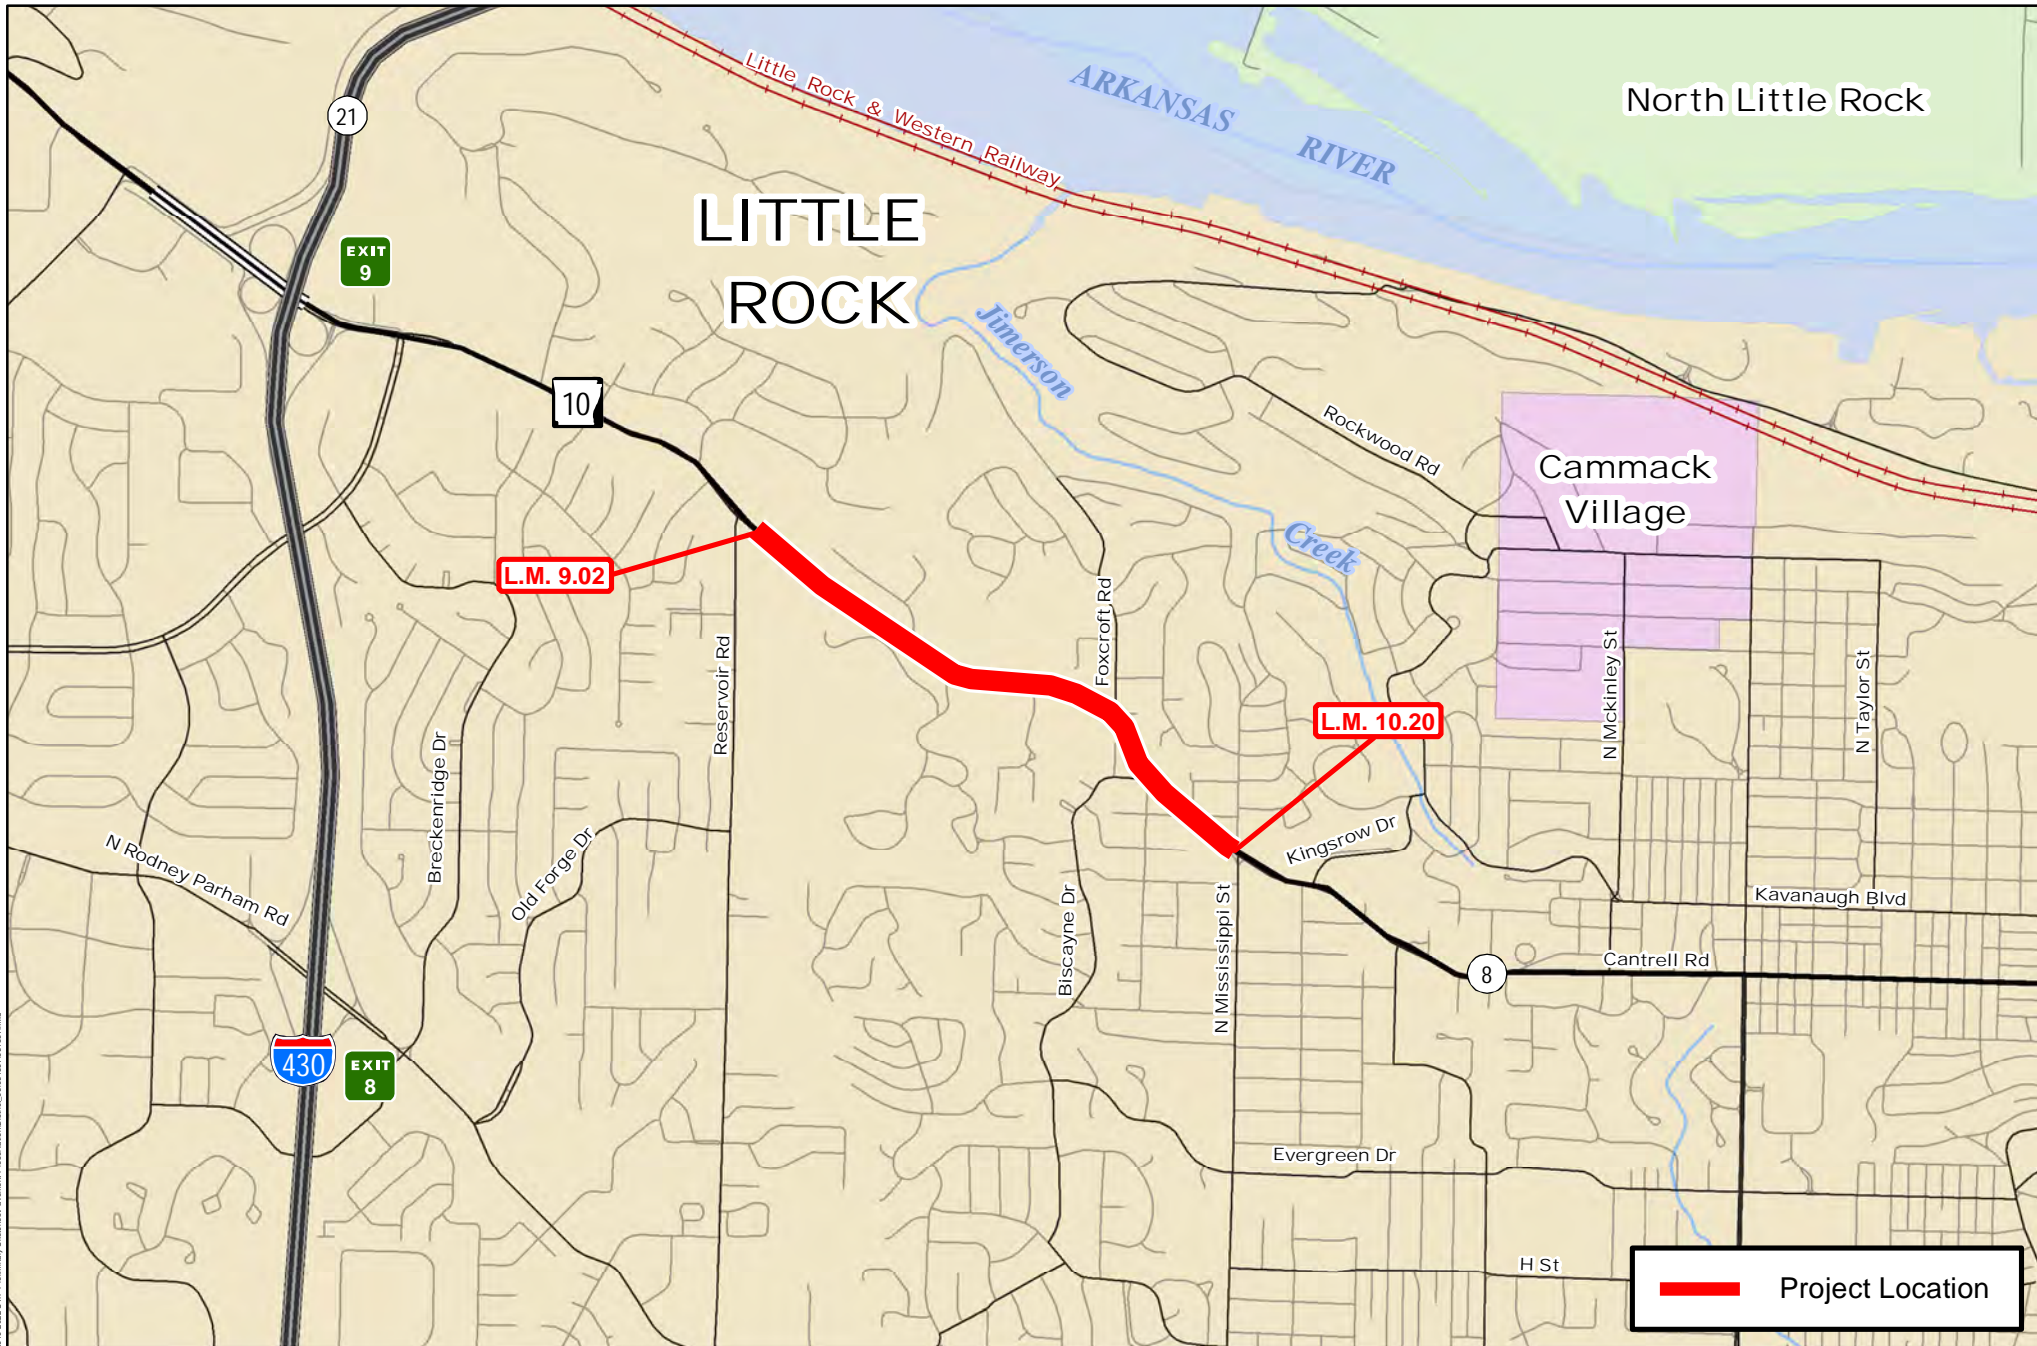 21
Little Rock & Western Railway
ARKANSAS
RIVER
North Little Rock
LITTLE
ROCK
EXIT
9
Jimerson
Creek
10
Rockwood Rd
Cammack
Village
L.M. 9.02
Foxcroft Rd
Reservoir Rd
N Mckinley St
N Taylor St
L.M. 10.20
Breckenridge Dr
Old Forge Dr
N Rodney Parham Rd
Kingsrow Dr
Kavanaugh Blvd
Biscayne Dr
N Mississippi St
Cantrell Rd
8
430
EXIT
8
Evergreen Dr
H St
Project Location